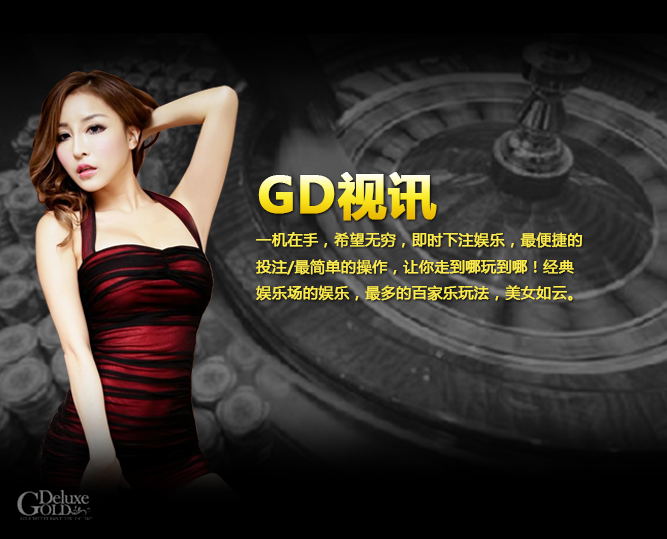 GD视讯
一机在手，希望无穷，即时下注娱乐，最便捷的
投注/最简单的操作，让你走到哪玩到哪！经典
娱乐场的娱乐，最多的百家乐玩法，美女如云。
Gold Deluxe